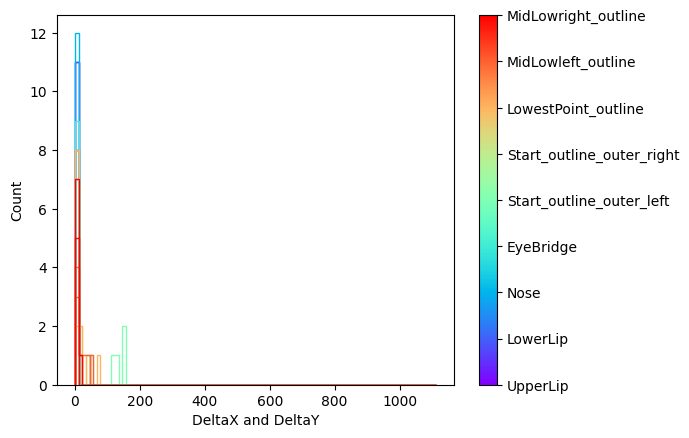 12
10
8
6
4
2
0
Count
0
200
400
600
800
1000
DeltaX and DeltaY
MidLowright_outline
MidLowleft_outline
LowestPoint_outline
Start_outline_outer_right
Start_outline_outer_left
EyeBridge
Nose
LowerLip
UpperLip